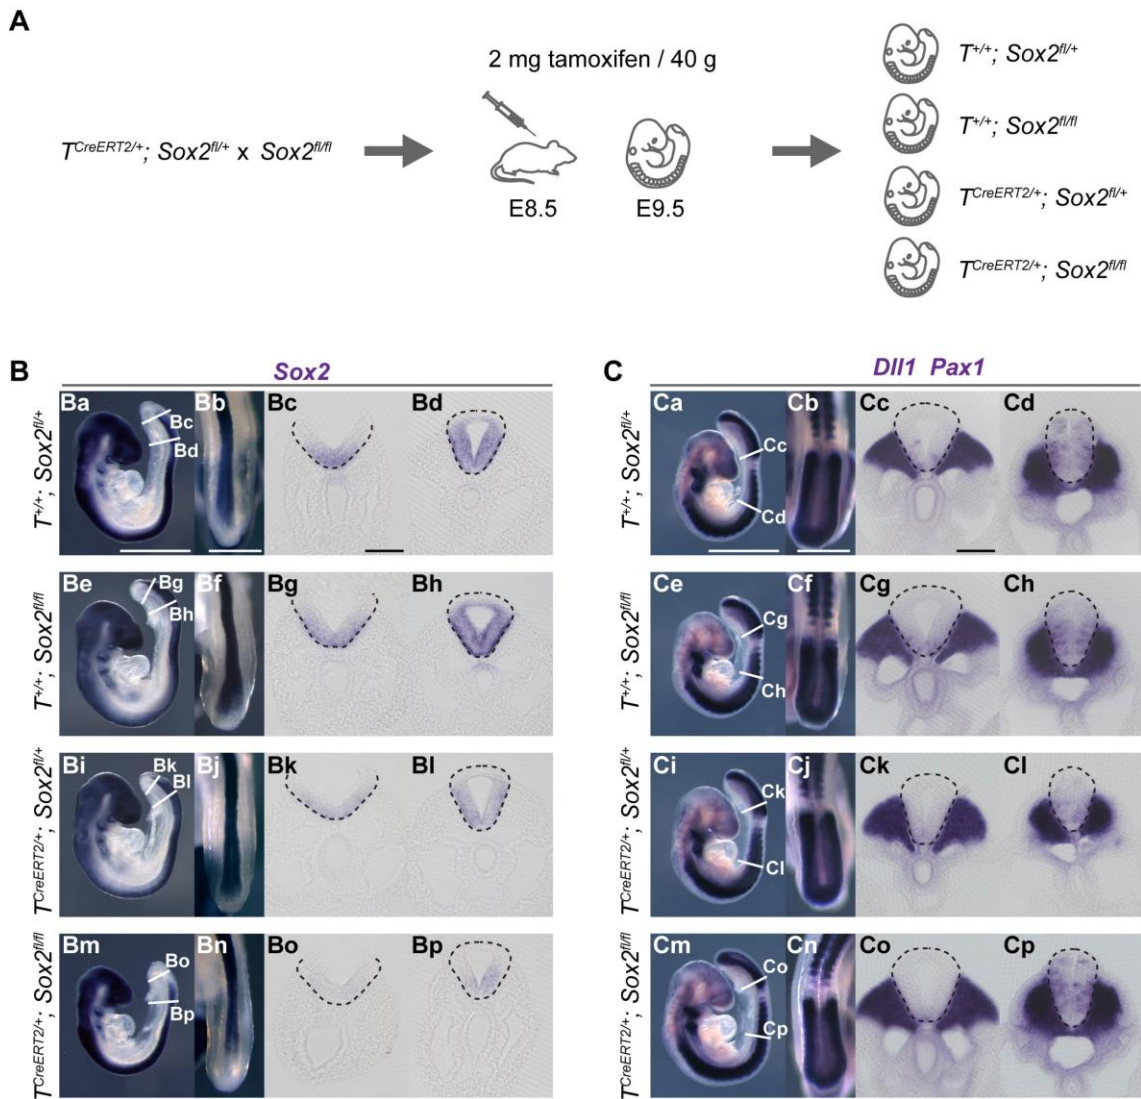 A
2 mg tamoxifen / 40 g
T^CreERT2/+; Sox2^fl/+ x Sox2^fl/fl
E8.5 E9.5
T^+/+; Sox2^fl/+
T^+/+; Sox2^fl/fl
T^CreERT2/+; Sox2^fl/+
T^CreERT2/+; Sox2^fl/fl
B
Sox2
T^+/+; Sox2^fl/+
Ba Bc Bd
Bb
Bc
Bd
T^+/+; Sox2^fl/fl
Be Bg Bh
Bf
Bg
Bh
T^CreERT2/+; Sox2^fl/+
Bi Bk Bl
Bj
Bk
Bl
T^CreERT2/+; Sox2^fl/fl
Bm Bo Bp
Bn
Bo
Bp
C
Dll1 Pax1
T^+/+; Sox2^fl/+
Ca Cc Cd
Cb
Cc
Cd
T^+/+; Sox2^fl/fl
Ce Cg Ch
Cf
Cg
Ch
T^CreERT2/+; Sox2^fl/+
Ci Ck Cl
Cj
Ck
Cl
T^CreERT2/+; Sox2^fl/fl
Cm Co Cp
Cn
Co
Cp